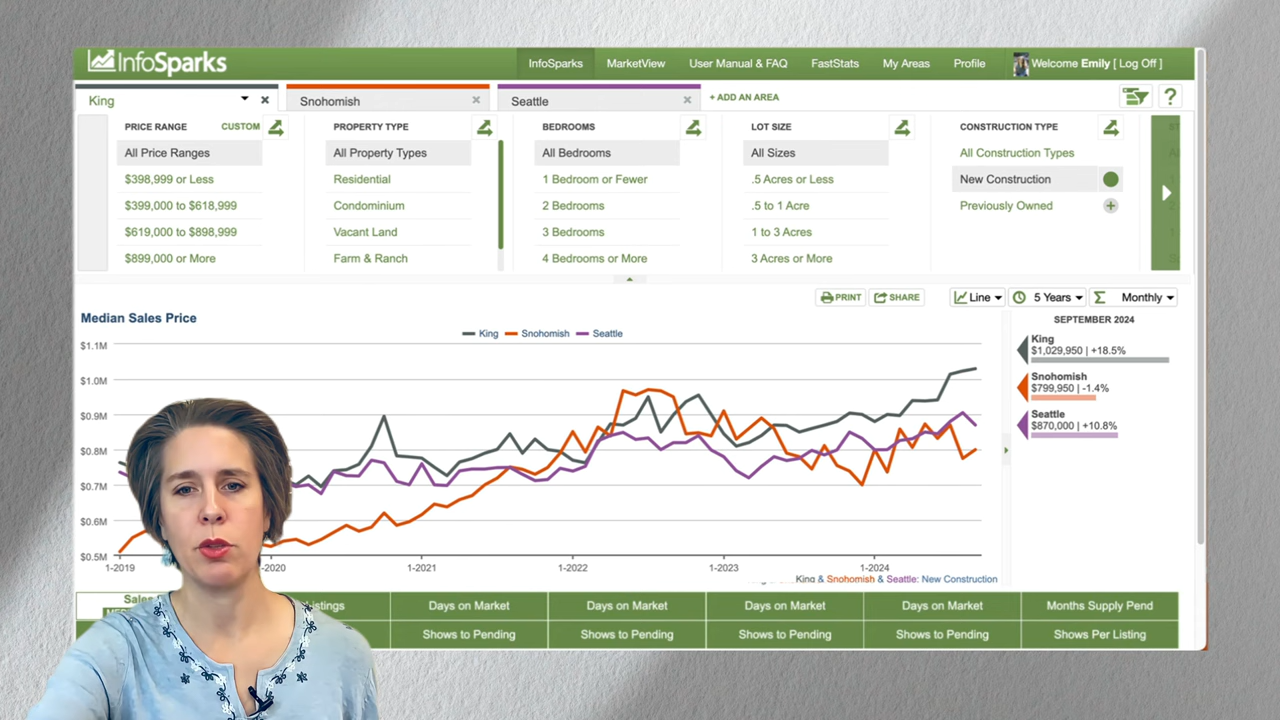 InfoSparks
InfoSparks MarketView User Manual & FAQ FastStats My Areas Profile Welcome Emily [ Log Off ]
King Snohomish Seattle + ADD AN AREA
?
PRICE RANGE CUSTOM
All Price Ranges
$398,999 or Less
$399,000 to $618,999
$619,000 to $898,999
$899,000 or More
PROPERTY TYPE
All Property Types
Residential
Condominium
Vacant Land
Farm & Ranch
BEDROOMS
All Bedrooms
1 Bedroom or Fewer
2 Bedrooms
3 Bedrooms
4 Bedrooms or More
LOT SIZE
All Sizes
.5 Acres or Less
.5 to 1 Acre
1 to 3 Acres
3 Acres or More
CONSTRUCTION TYPE
All Construction Types
New Construction
Previously Owned
PRINT SHARE Line 5 Years Σ Monthly
Median Sales Price
King Snohomish Seattle
$1.1M
$1.0M
$0.9M
$0.8M
$0.7M
$0.6M
$0.5M
1-2019 -2020 1-2021 1-2022 1-2023 1-2024
King & Snohomish & Seattle: New Construction
SEPTEMBER 2024
King
$1,029,950 | +18.5%
Snohomish
$799,950 | -1.4%
Seattle
$870,000 | +10.8%
Sales Listings Days on Market Days on Market Days on Market Days on Market Months Supply Pend
Shows to Pending Shows to Pending Shows to Pending Shows to Pending Shows Per Listing